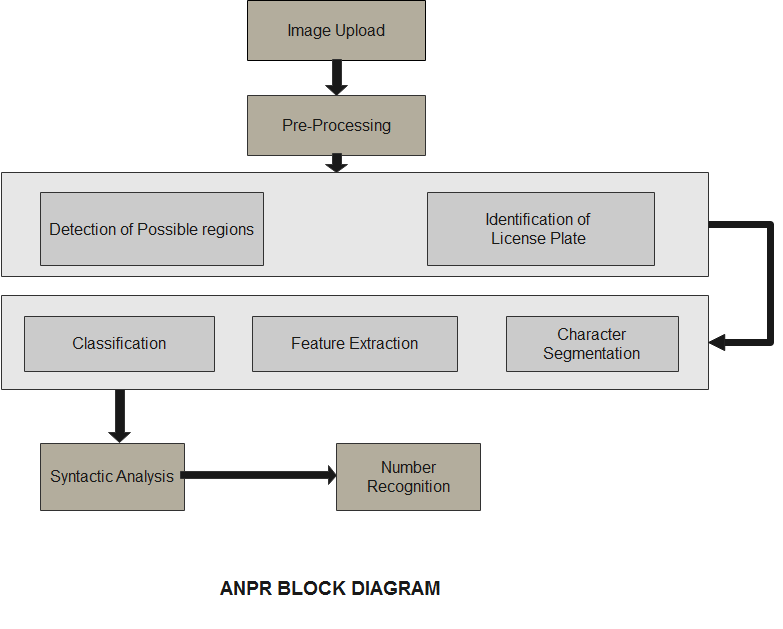 Image Upload
Pre-Processing
Detection of Possible regions
Identification of
License Plate
Classification
Feature Extraction
Character
Segmentation
Syntactic Analysis
Number
Recognition
ANPR BLOCK DIAGRAM